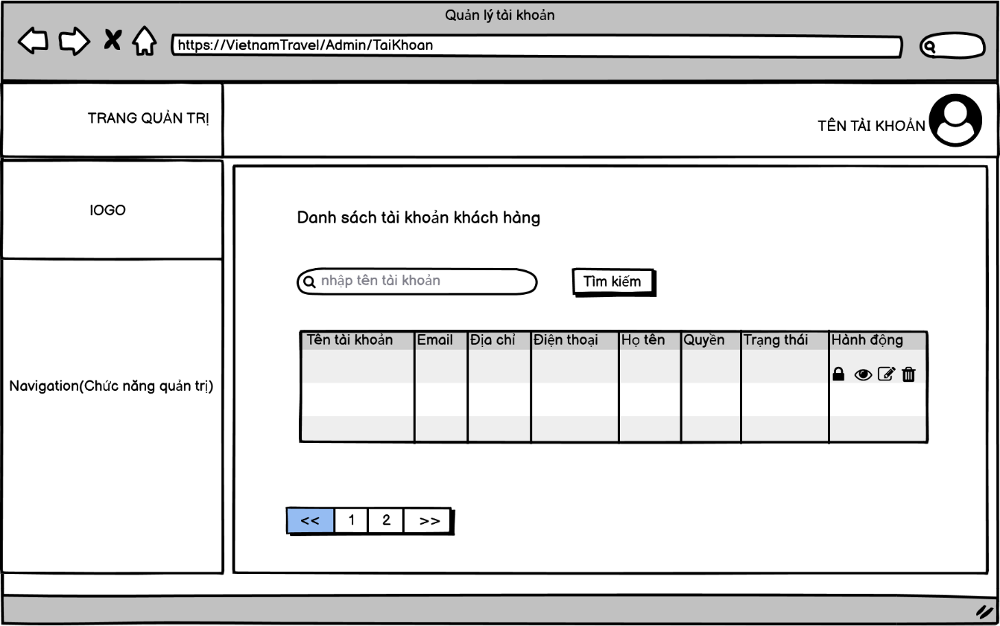 Quản lý tài khoản
https://VietnamTravel/Admin/TaiKhoan
TRANG QUẢN TRỊ
TÊN TÀI KHOẢN
lOGO
Danh sách tài khoản khách hàng
nhập tên tài khoản
Tìm kiếm
Tên tài khoản Email Địa chỉ Điện thoại Họ tên Quyền Trạng thái Hành động
Navigation(Chức năng quản trị)
<< 1 2 >>